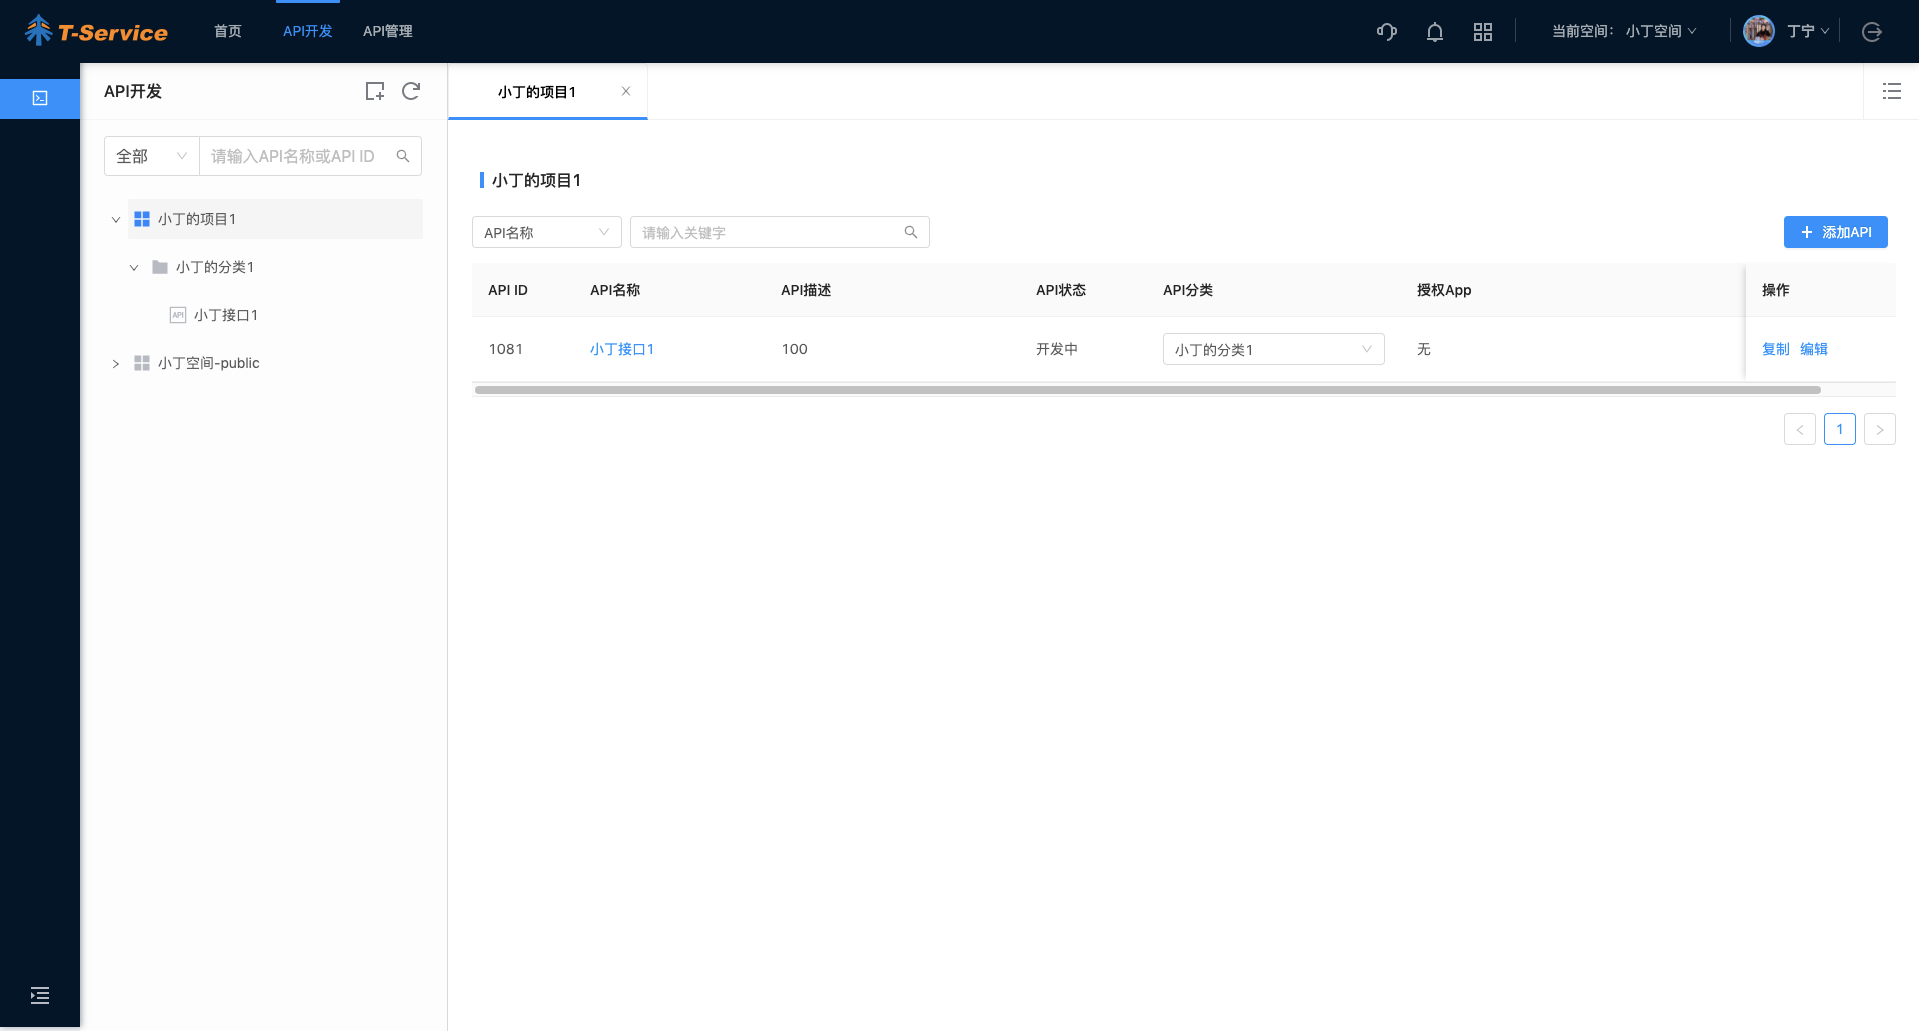 T-Service
首页
API开发
API管理
当前空间：
小丁空间
丁宁
API开发
小丁的项目1
全部
请输入API名称或API ID
小丁的项目1
小丁的项目1
API名称
请输入关键字
添加API
小丁的分类1
API
小丁接口1
小丁空间-public
API ID
API名称
API描述
API状态
API分类
授权App
操作
1081
小丁接口1
100
开发中
小丁的分类1
无
复制
编辑
1